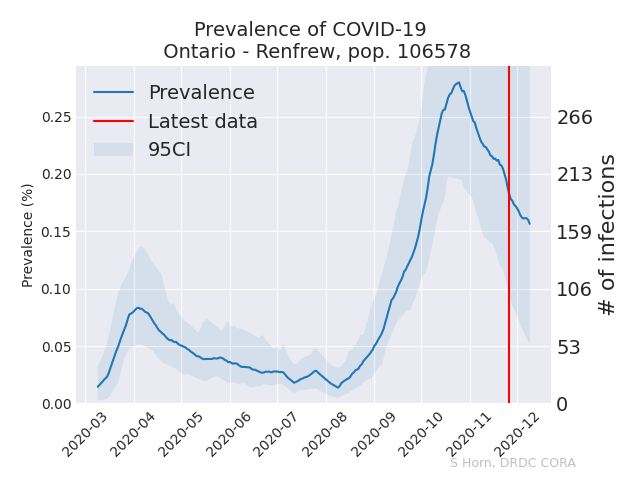 Prevalence of COVID-19
Ontario - Renfrew, pop. 106578
Prevalence
Latest data
95CI
Prevalence (%)
0.25
0.20
0.15
0.10
0.05
0.00
266
213
159
106
53
0
# of infections
2020-03
2020-04
2020-05
2020-06
2020-07
2020-08
2020-09
2020-10
2020-11
2020-12
S Horn, DRDC CORA